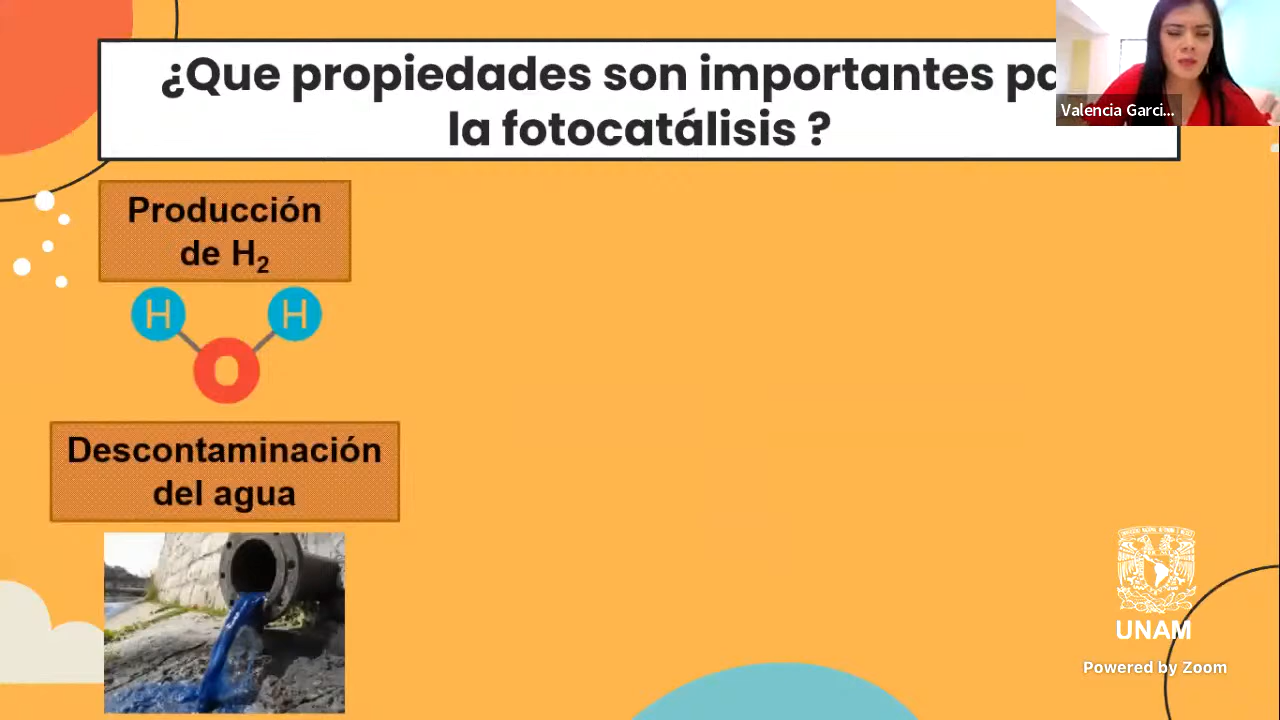 ¿Que propiedades son importantes pa
la fotocatálisis ?
Valencia Garci...
Producción
de H₂
H H
O
Descontaminación
del agua
UNAM
Powered by Zoom